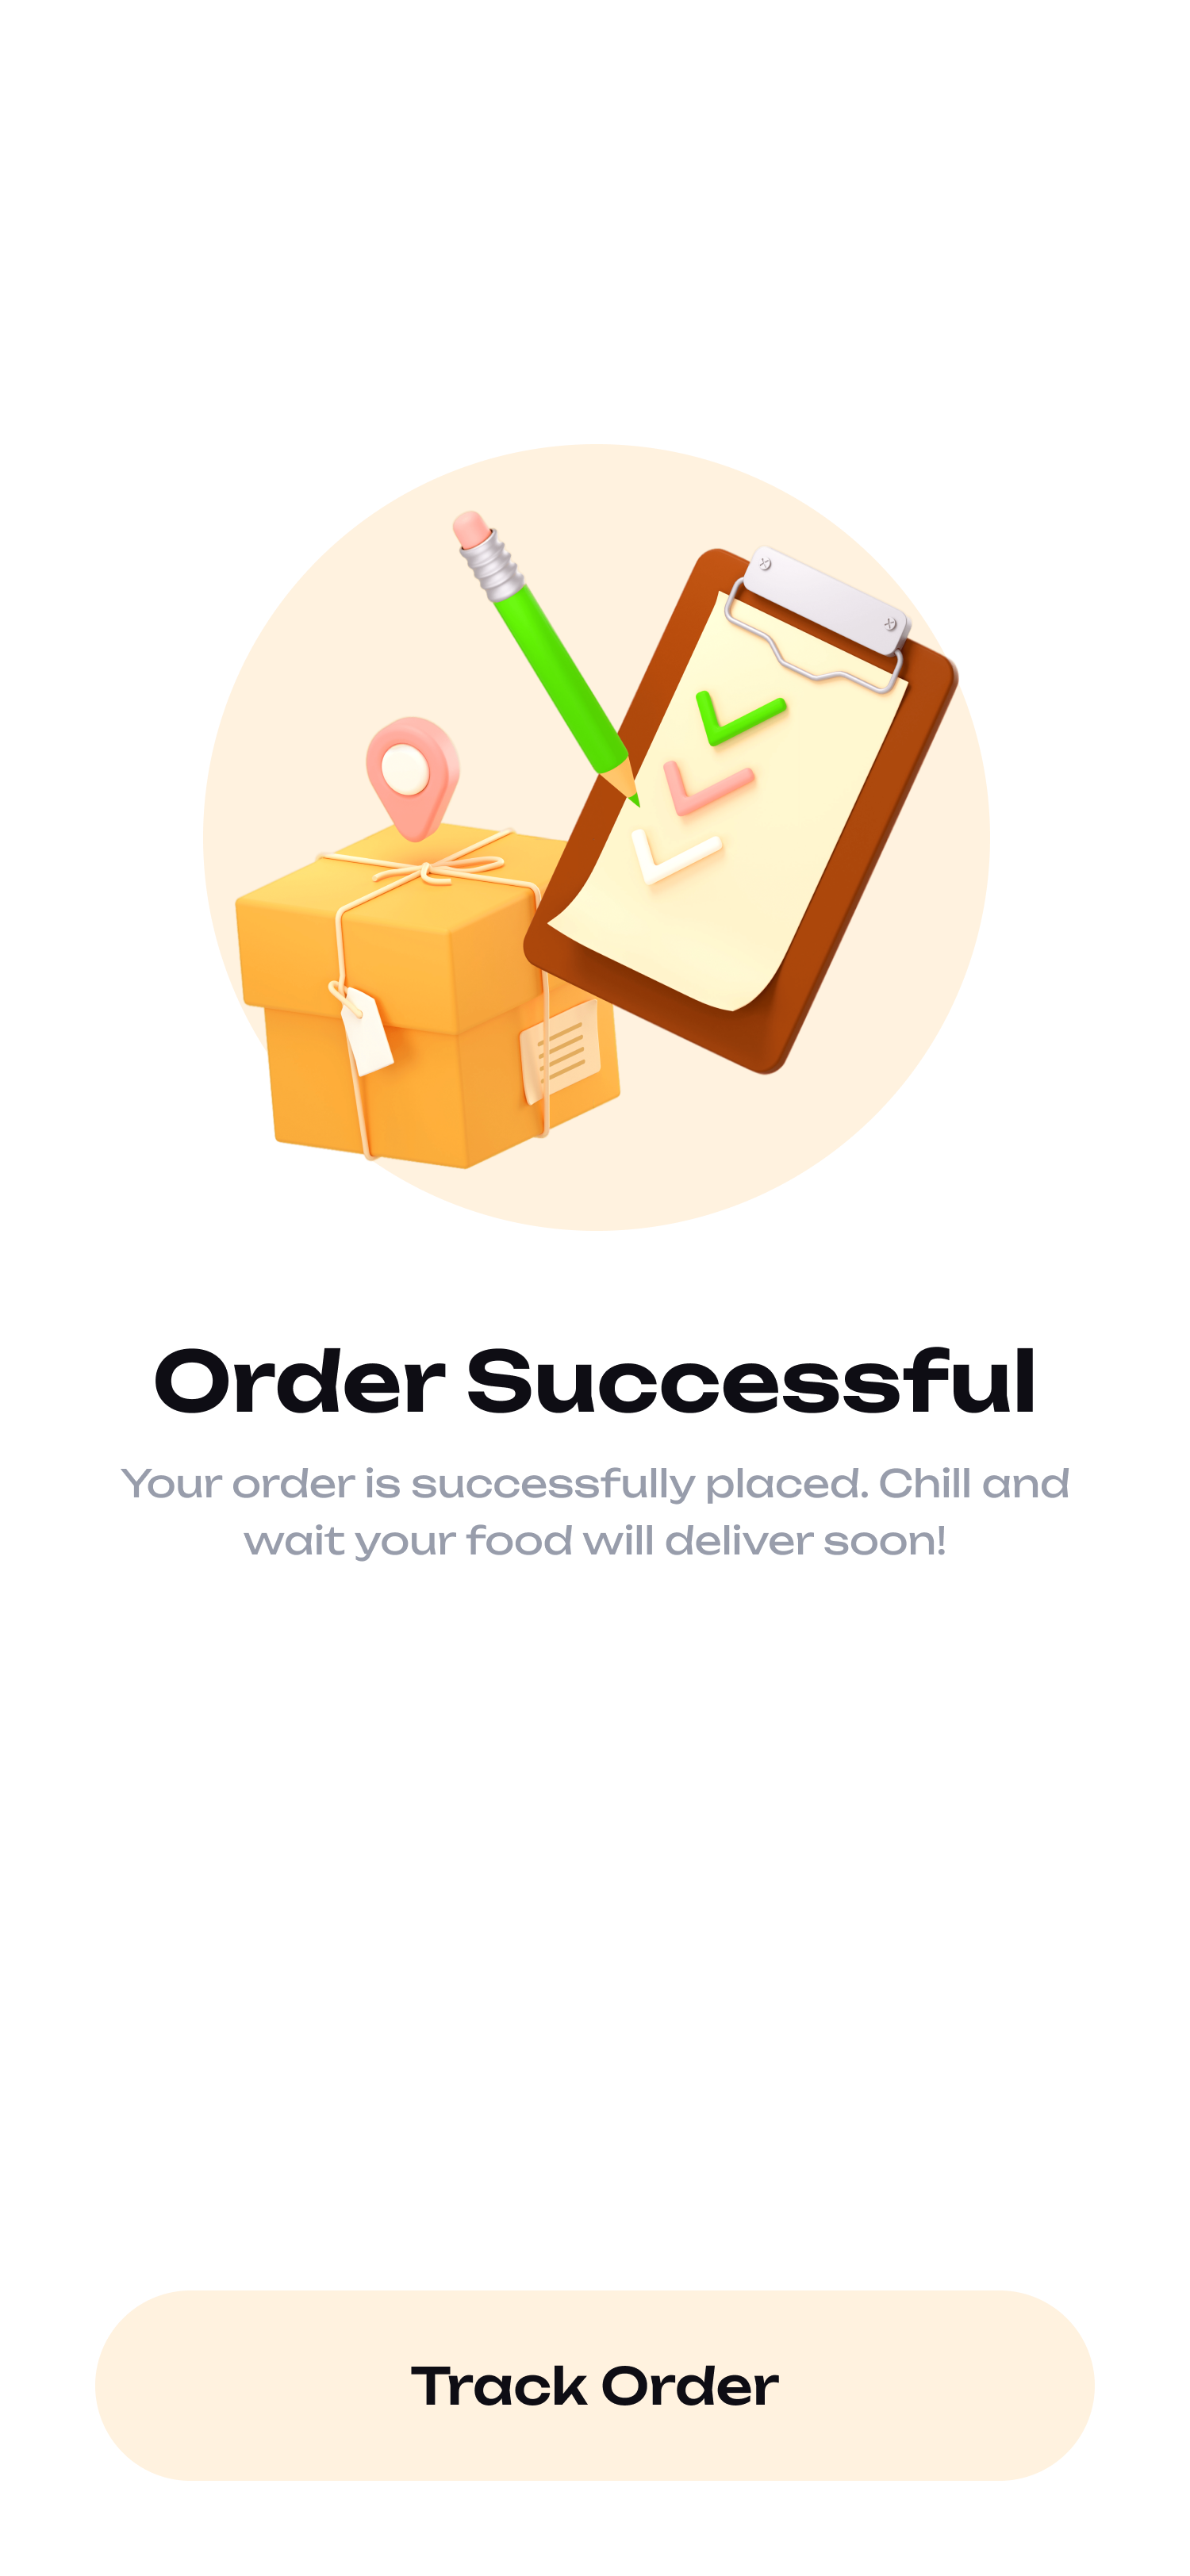 Order Successful
Your order is successfully placed. Chill and
wait your food will deliver soon!
Track Order